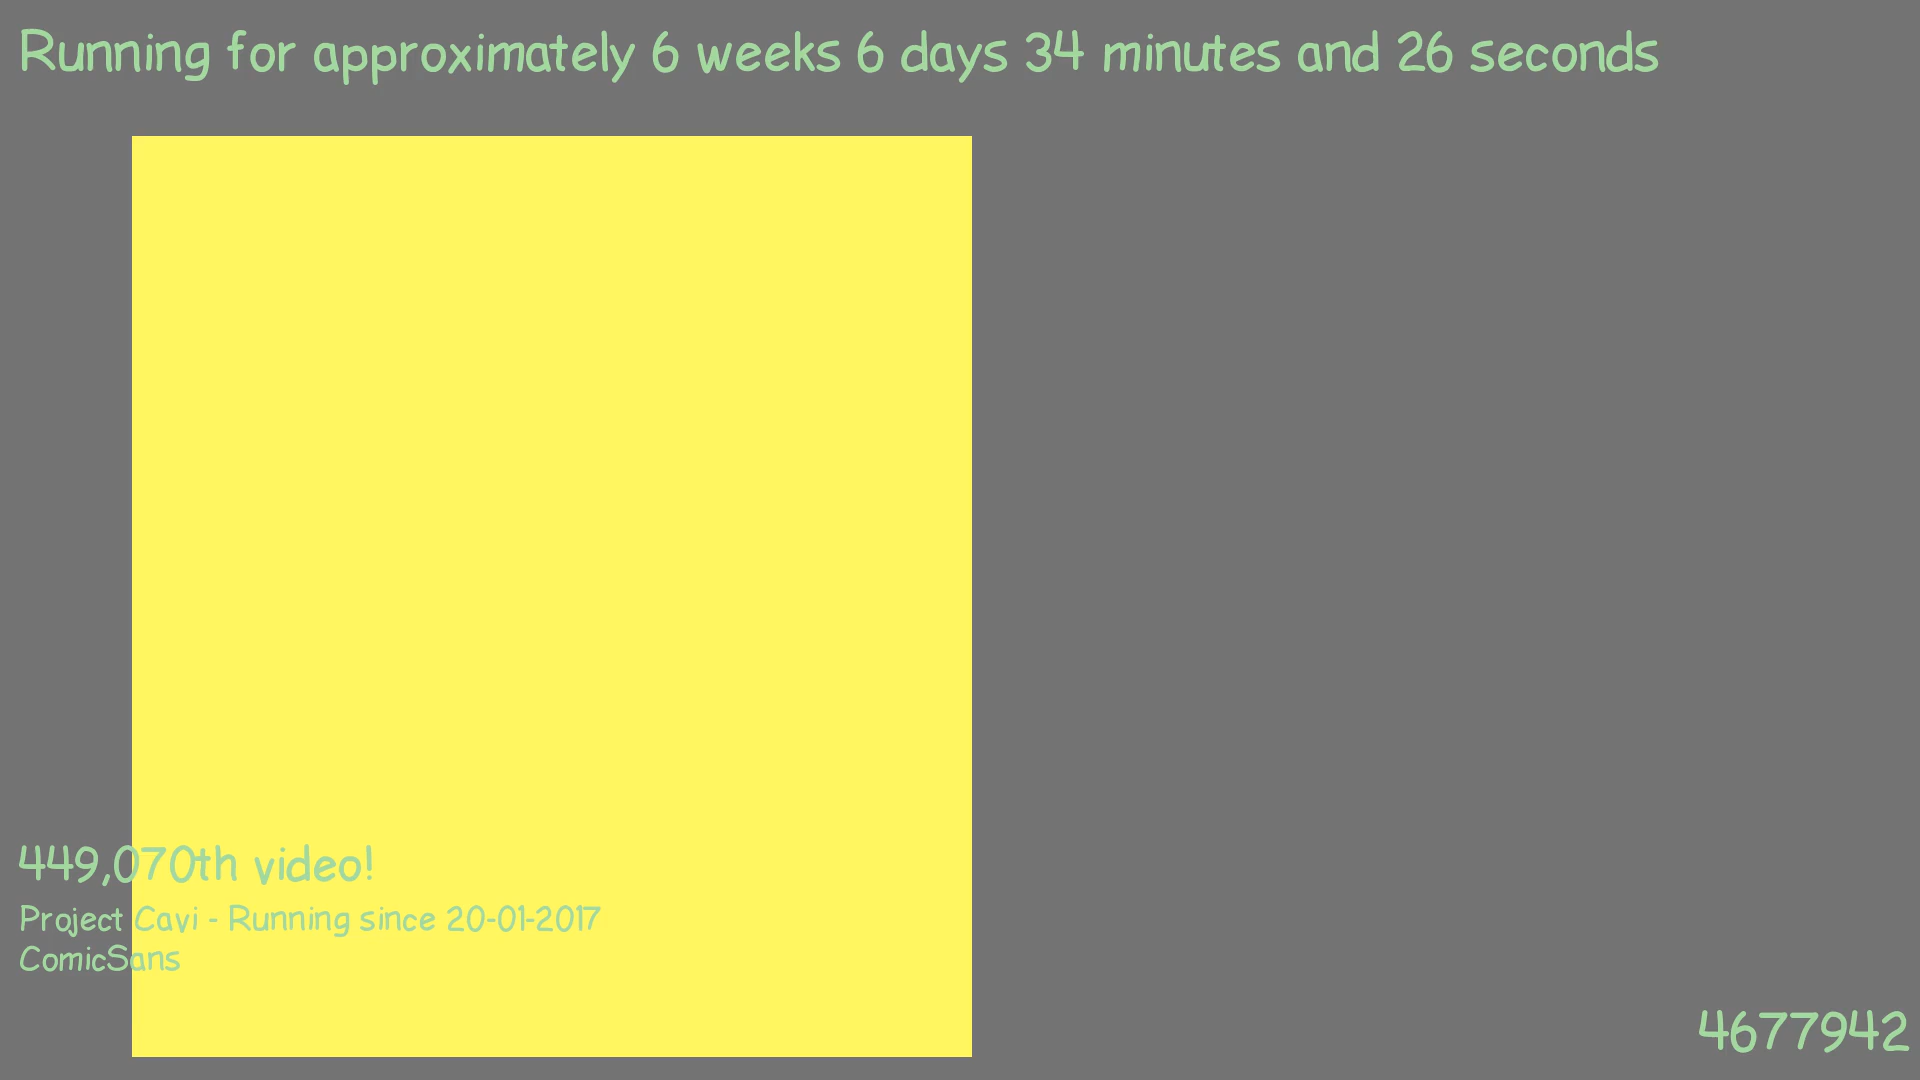 Running for approximately 6 weeks 6 days 34 minutes and 26 seconds
449,070th video!
Project Cavi - Running since 20-01-2017
ComicSans
4677942